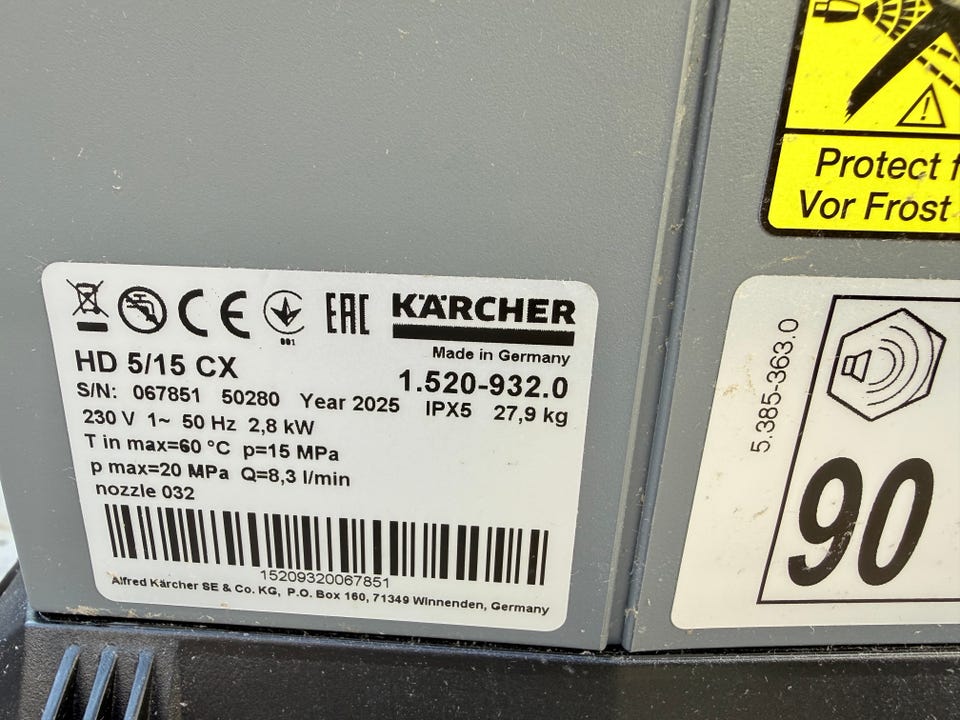 CE
001
EAC
KÄRCHER
Made in Germany
HD 5/15 CX
1.520-932.0
S/N: 067851 50280 Year 2025 IPX5 27,9 kg
230 V 1~ 50 Hz 2,8 kW
T in max=60 °C p=15 MPa
p max=20 MPa Q=8,3 l/min
nozzle 032
15209320067851
Alfred Kärcher SE & Co. KG, P.O. Box 160, 71349 Winnenden, Germany
Protect
Vor Frost
5.385-363.0
90